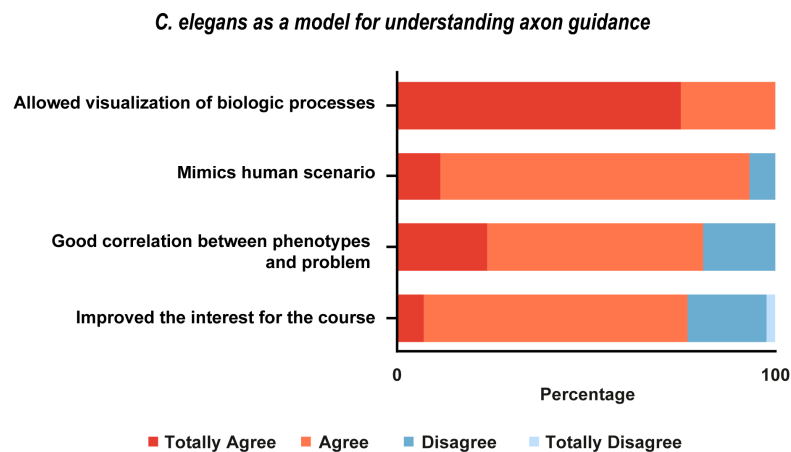 C. elegans as a model for understanding axon guidance
Allowed visualization of biologic processes
Mimics human scenario
Good correlation between phenotypes
and problem
Improved the interest for the course
0
100
Percentage
Totally Agree
Agree
Disagree
Totally Disagree